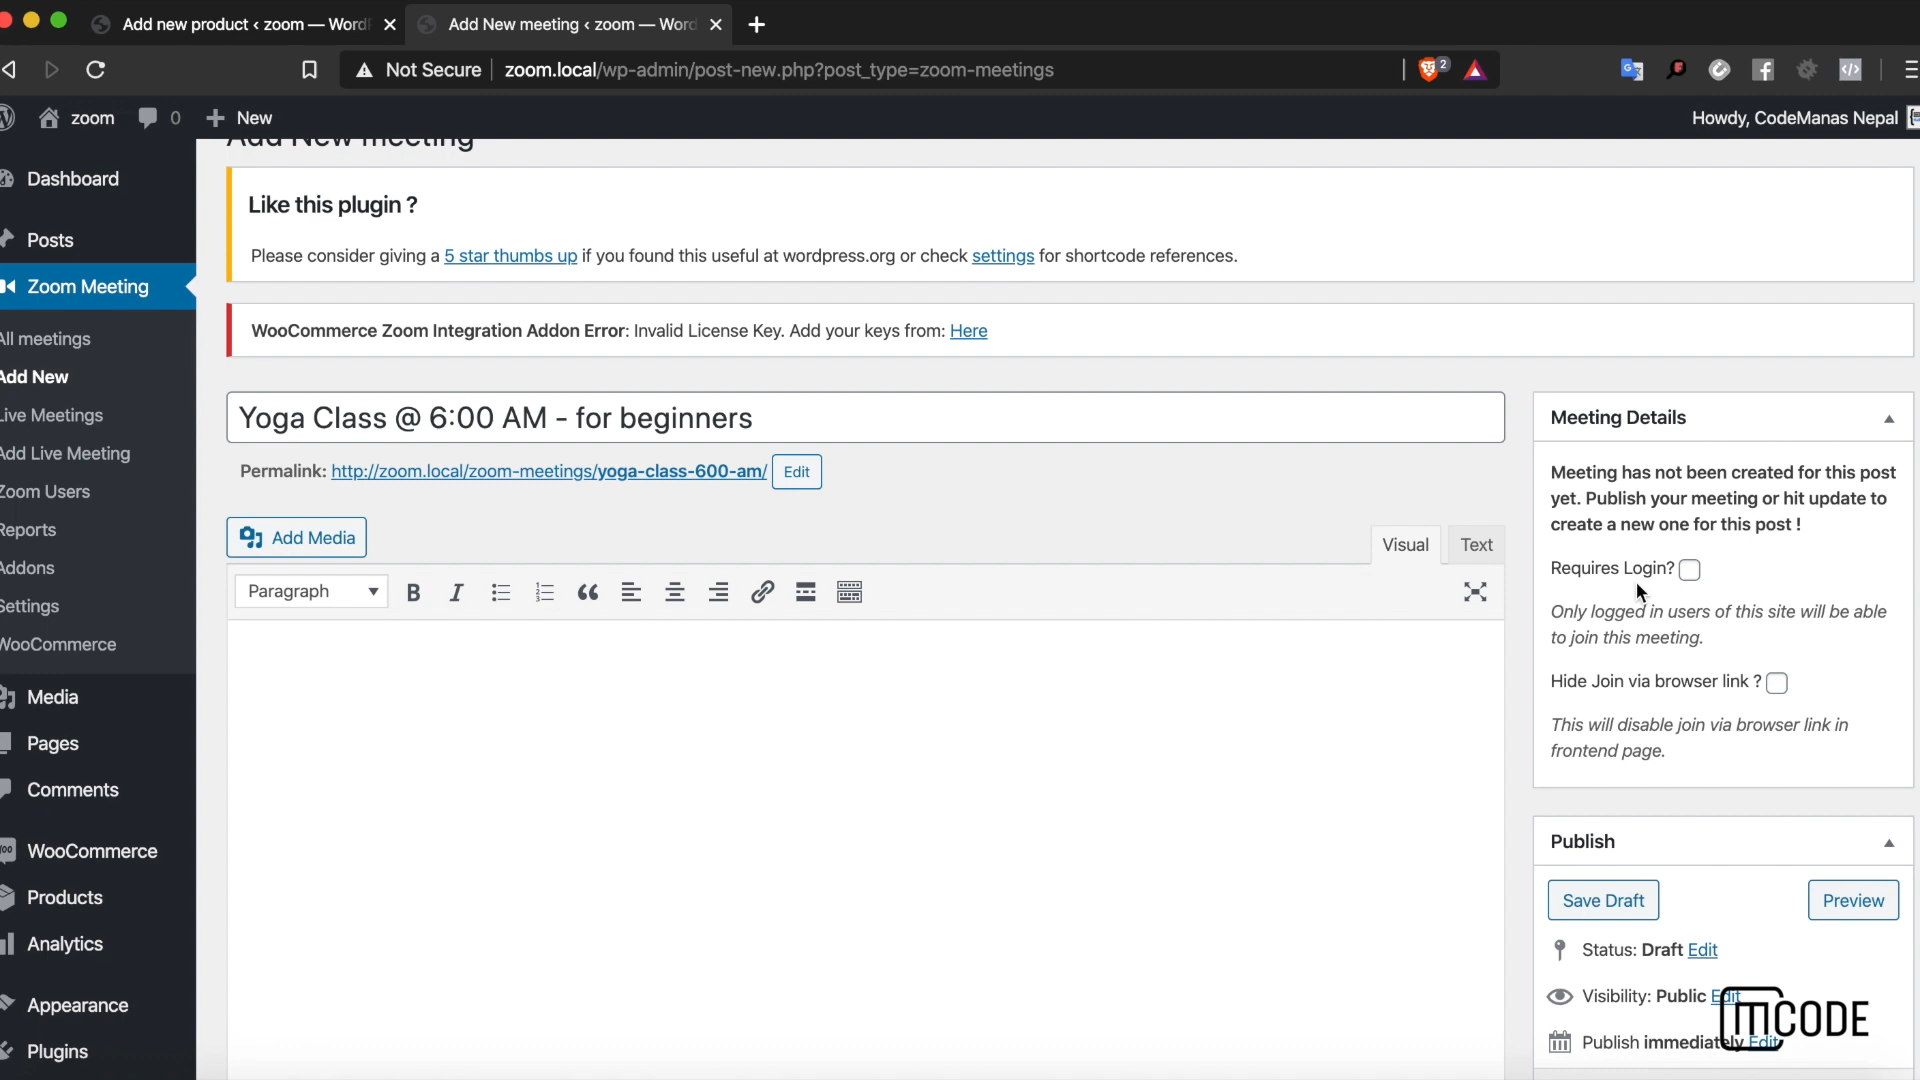 Add new product ‹ zoom — WordP
Add New meeting ‹ zoom — Word
Not Secure
zoom.local/wp-admin/post-new.php?post_type=zoom-meetings
2
zoom
0
New
Howdy, CodeManas Nepal
Add New meeting
Dashboard
Posts
Zoom Meeting
All meetings
Add New
Live Meetings
Add Live Meeting
Zoom Users
Reports
Addons
Settings
WooCommerce
Media
Pages
Comments
WooCommerce
Products
Analytics
Appearance
Plugins
Like this plugin ?
Please consider giving a 5 star thumbs up if you found this useful at wordpress.org or check settings for shortcode references.
WooCommerce Zoom Integration Addon Error: Invalid License Key. Add your keys from: Here
Yoga Class @ 6:00 AM - for beginners
Permalink: http://zoom.local/zoom-meetings/yoga-class-600-am/ Edit
Add Media
Visual
Text
Paragraph
B I
Meeting Details
Meeting has not been created for this post
yet. Publish your meeting or hit update to
create a new one for this post !
Requires Login?
Only logged in users of this site will be able
to join this meeting.
Hide Join via browser link ?
This will disable join via browser link in
frontend page.
Publish
Save Draft
Preview
Status: Draft Edit
Visibility: Public Edit
Publish immediately Edit
mCODE